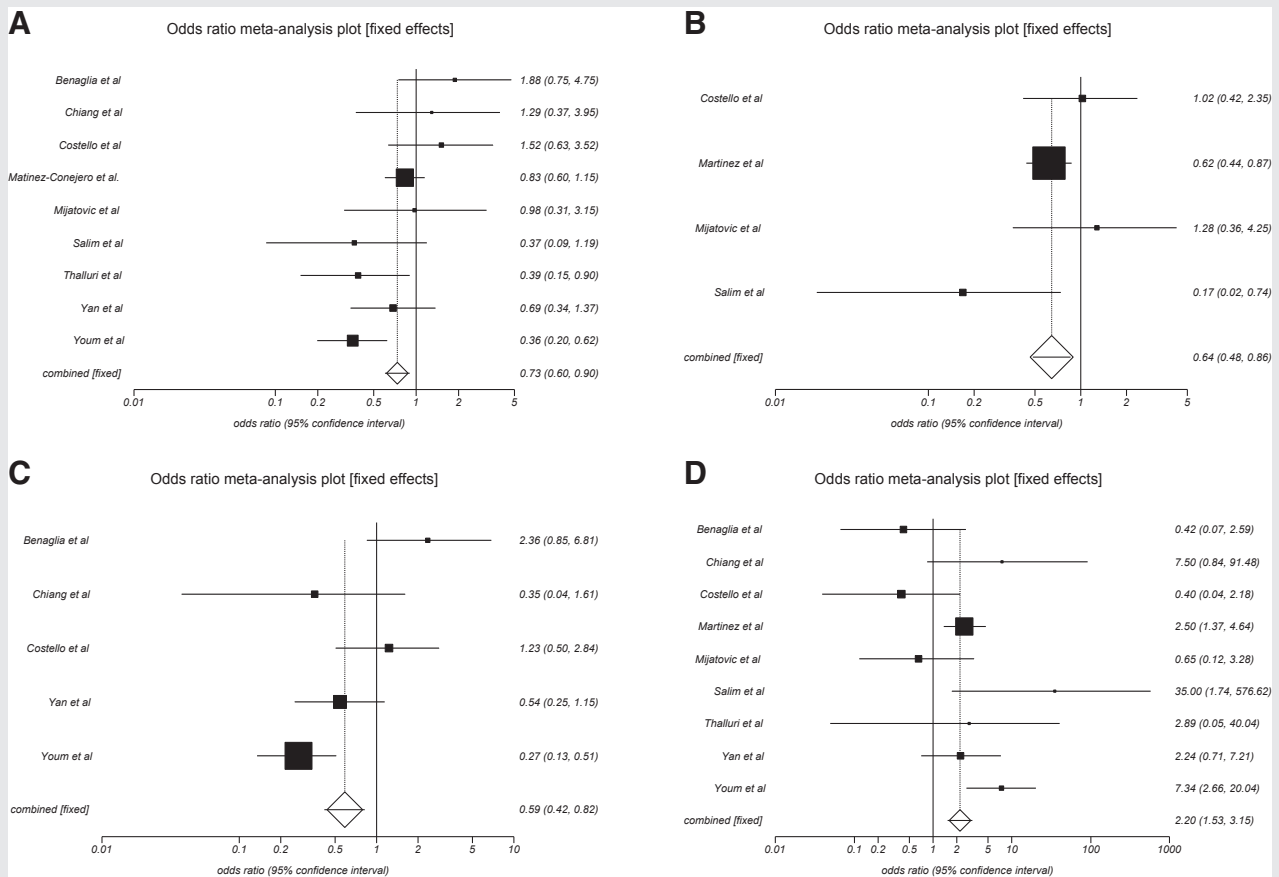 A
Odds ratio meta-analysis plot [fixed effects]
Benaglia et al 1.88 (0.75, 4.75)
Chiang et al 1.29 (0.37, 3.95)
Costello et al 1.52 (0.63, 3.52)
Matinez-Conejero et al. 0.83 (0.60, 1.15)
Mijatovic et al 0.98 (0.31, 3.15)
Salim et al 0.37 (0.09, 1.19)
Thalluri et al 0.39 (0.15, 0.90)
Yan et al 0.69 (0.34, 1.37)
Youm et al 0.36 (0.20, 0.62)
combined [fixed] 0.73 (0.60, 0.90)
0.01 0.1 0.2 0.5 1 2 5
odds ratio (95% confidence interval)
B
Odds ratio meta-analysis plot [fixed effects]
Costello et al 1.02 (0.42, 2.35)
Martinez et al 0.62 (0.44, 0.87)
Mijatovic et al 1.28 (0.36, 4.25)
Salim et al 0.17 (0.02, 0.74)
combined [fixed] 0.64 (0.48, 0.86)
0.01 0.1 0.2 0.5 1 2 5
odds ratio (95% confidence interval)
C
Odds ratio meta-analysis plot [fixed effects]
Benaglia et al 2.36 (0.85, 6.81)
Chiang et al 0.35 (0.04, 1.61)
Costello et al 1.23 (0.50, 2.84)
Yan et al 0.54 (0.25, 1.15)
Youm et al 0.27 (0.13, 0.51)
combined [fixed] 0.59 (0.42, 0.82)
0.01 0.1 0.2 0.5 1 2 5 10
odds ratio (95% confidence interval)
D
Odds ratio meta-analysis plot [fixed effects]
Benaglia et al 0.42 (0.07, 2.59)
Chiang et al 7.50 (0.84, 91.48)
Costello et al 0.40 (0.04, 2.18)
Martinez et al 2.50 (1.37, 4.64)
Mijatovic et al 0.65 (0.12, 3.28)
Salim et al 35.00 (1.74, 576.62)
Thalluri et al 2.89 (0.05, 40.04)
Yan et al 2.24 (0.71, 7.21)
Youm et al 7.34 (2.66, 20.04)
combined [fixed] 2.20 (1.53, 3.15)
0.01 0.1 0.2 0.5 1 2 5 10 100 1000
odds ratio (95% confidence interval)